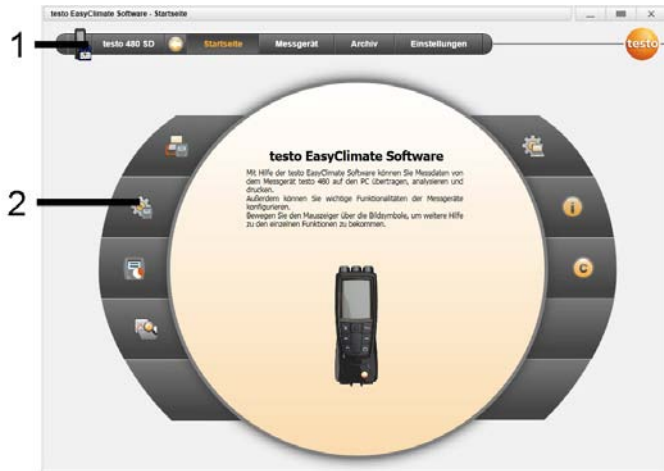 testo EasyClimate Software - Startseite
1
testo 480 SD
Startseite
Messgerät
Archiv
Einstellungen
testo
testo EasyClimate Software
Mit Hilfe der testo EasyClimate Software können Sie Messdaten von
dem Messgerät testo 480 auf den PC übertragen, analysieren und
drucken.
Außerdem können Sie wichtige Funktionalitäten der Messgeräte
konfigurieren.
Bewegen Sie den Mauszeiger über die Bildsymbole, um weitere Hilfe
zu den einzelnen Funktionen zu bekommen.
2
i
C